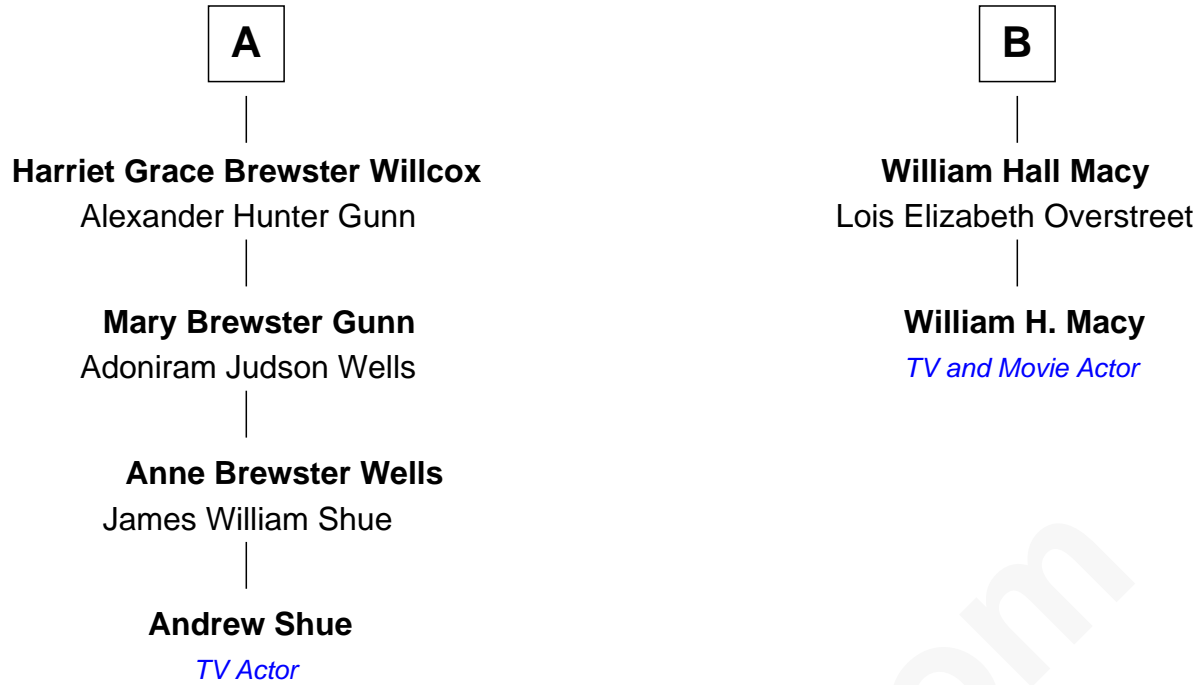 A
Harriet Grace Brewster Willcox
Alexander Hunter Gunn
Mary Brewster Gunn
Adoniram Judson Wells
Anne Brewster Wells
James William Shue
Andrew Shue
TV Actor
B
William Hall Macy
Lois Elizabeth Overstreet
William H. Macy
TV and Movie Actor
om